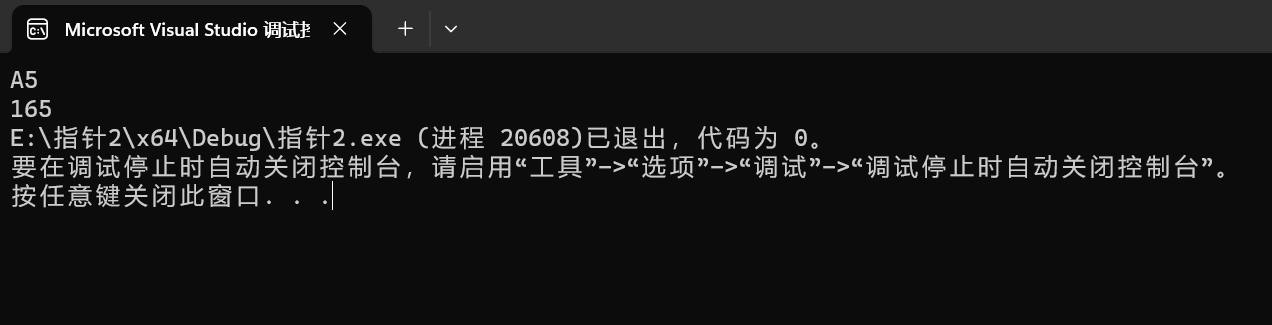 Microsoft Visual Studio 调试
A5
165
E:\指针2\x64\Debug\指针2.exe (进程 20608)已退出，代码为 0。
要在调试停止时自动关闭控制台，请启用“工具”->“选项”->“调试”->“调试停止时自动关闭控制台”。
按任意键关闭此窗口. . .